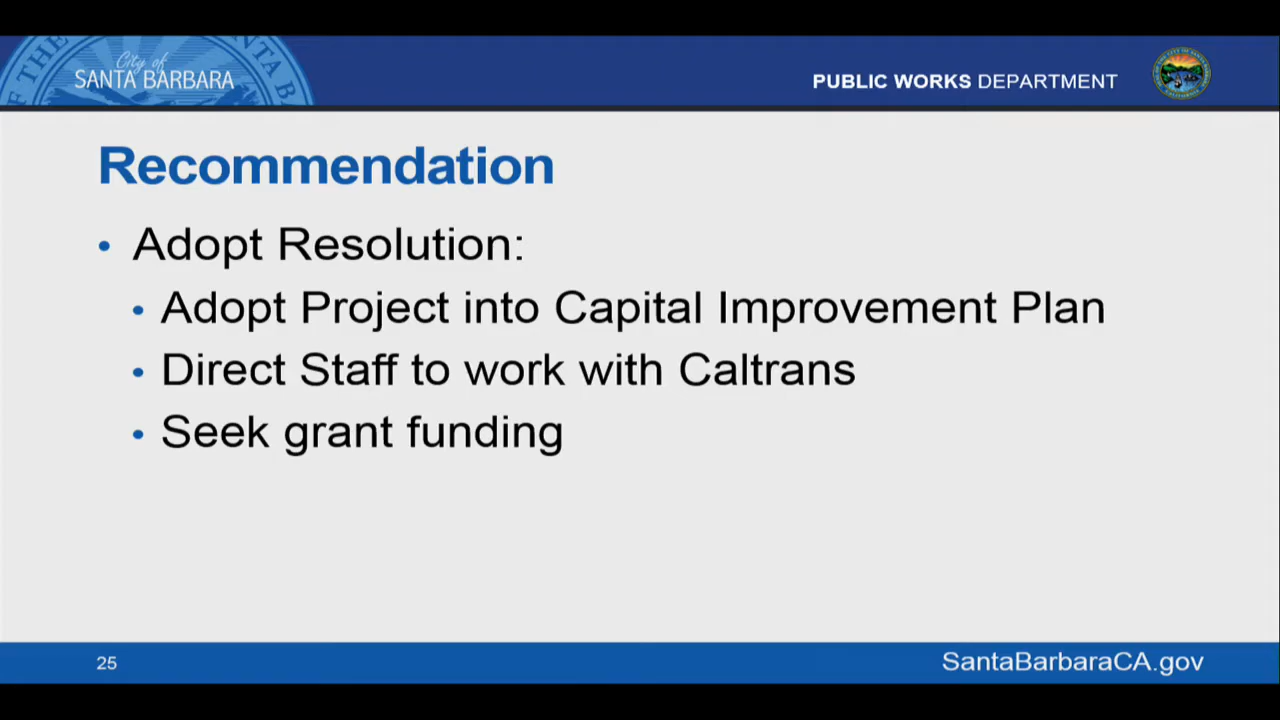 City of
SANTA BARBARA
PUBLIC WORKS DEPARTMENT
Recommendation
• Adopt Resolution:
• Adopt Project into Capital Improvement Plan
• Direct Staff to work with Caltrans
• Seek grant funding
25
SantaBarbaraCA.gov